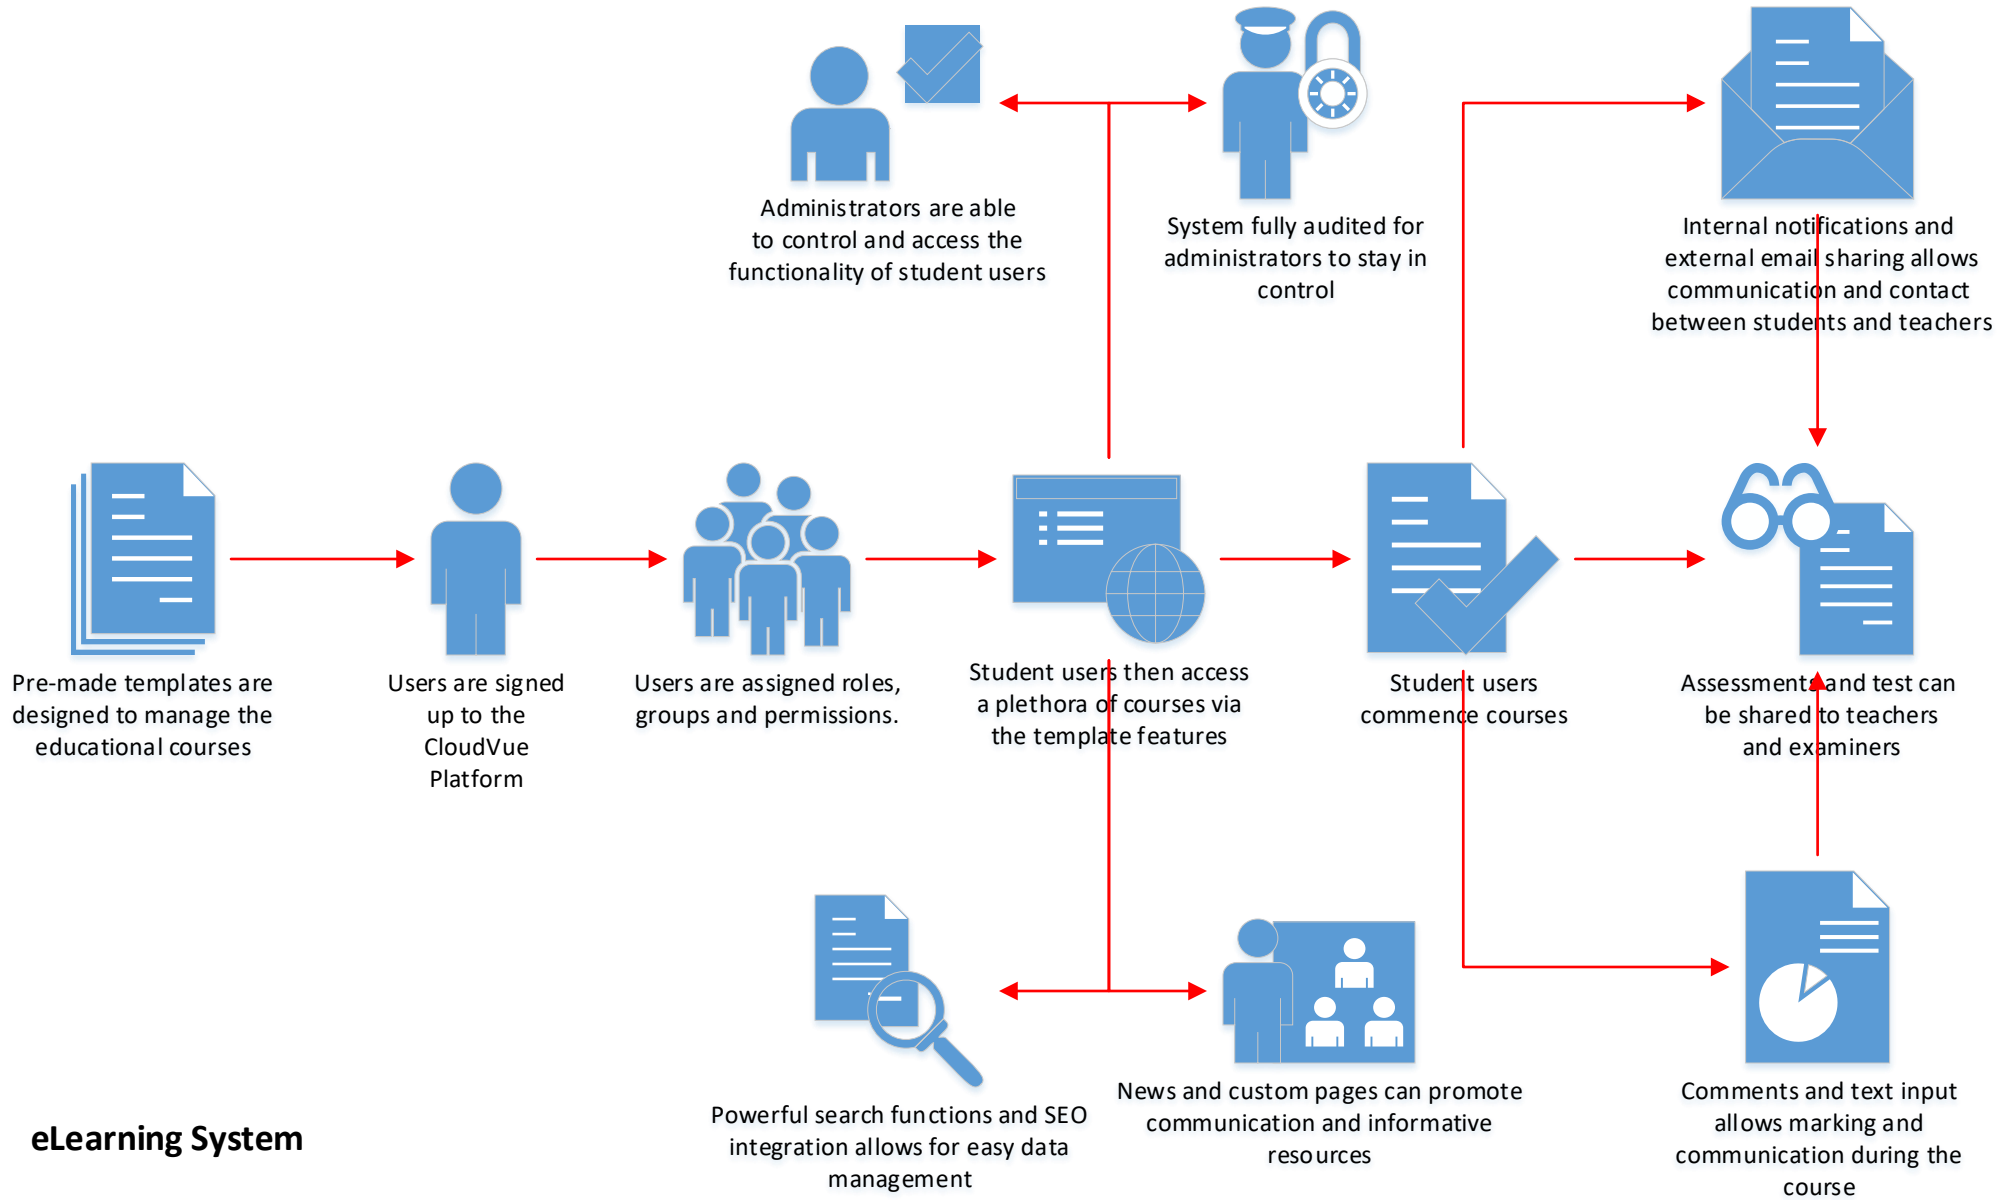 Administrators are able
to control and access the
functionality of student users
System fully audited for
administrators to stay in
control
Internal notifications and
external email sharing allows
communication and contact
between students and teachers
Pre-made templates are
designed to manage the
educational courses
Users are signed
up to the
CloudVue
Platform
Users are assigned roles,
groups and permissions.
Student users then access
a plethora of courses via
the template features
Student users
commence courses
Assessments and test can
be shared to teachers
and examiners
Powerful search functions and SEO
integration allows for easy data
management
News and custom pages can promote
communication and informative
resources
Comments and text input
allows marking and
communication during the
course
eLearning System